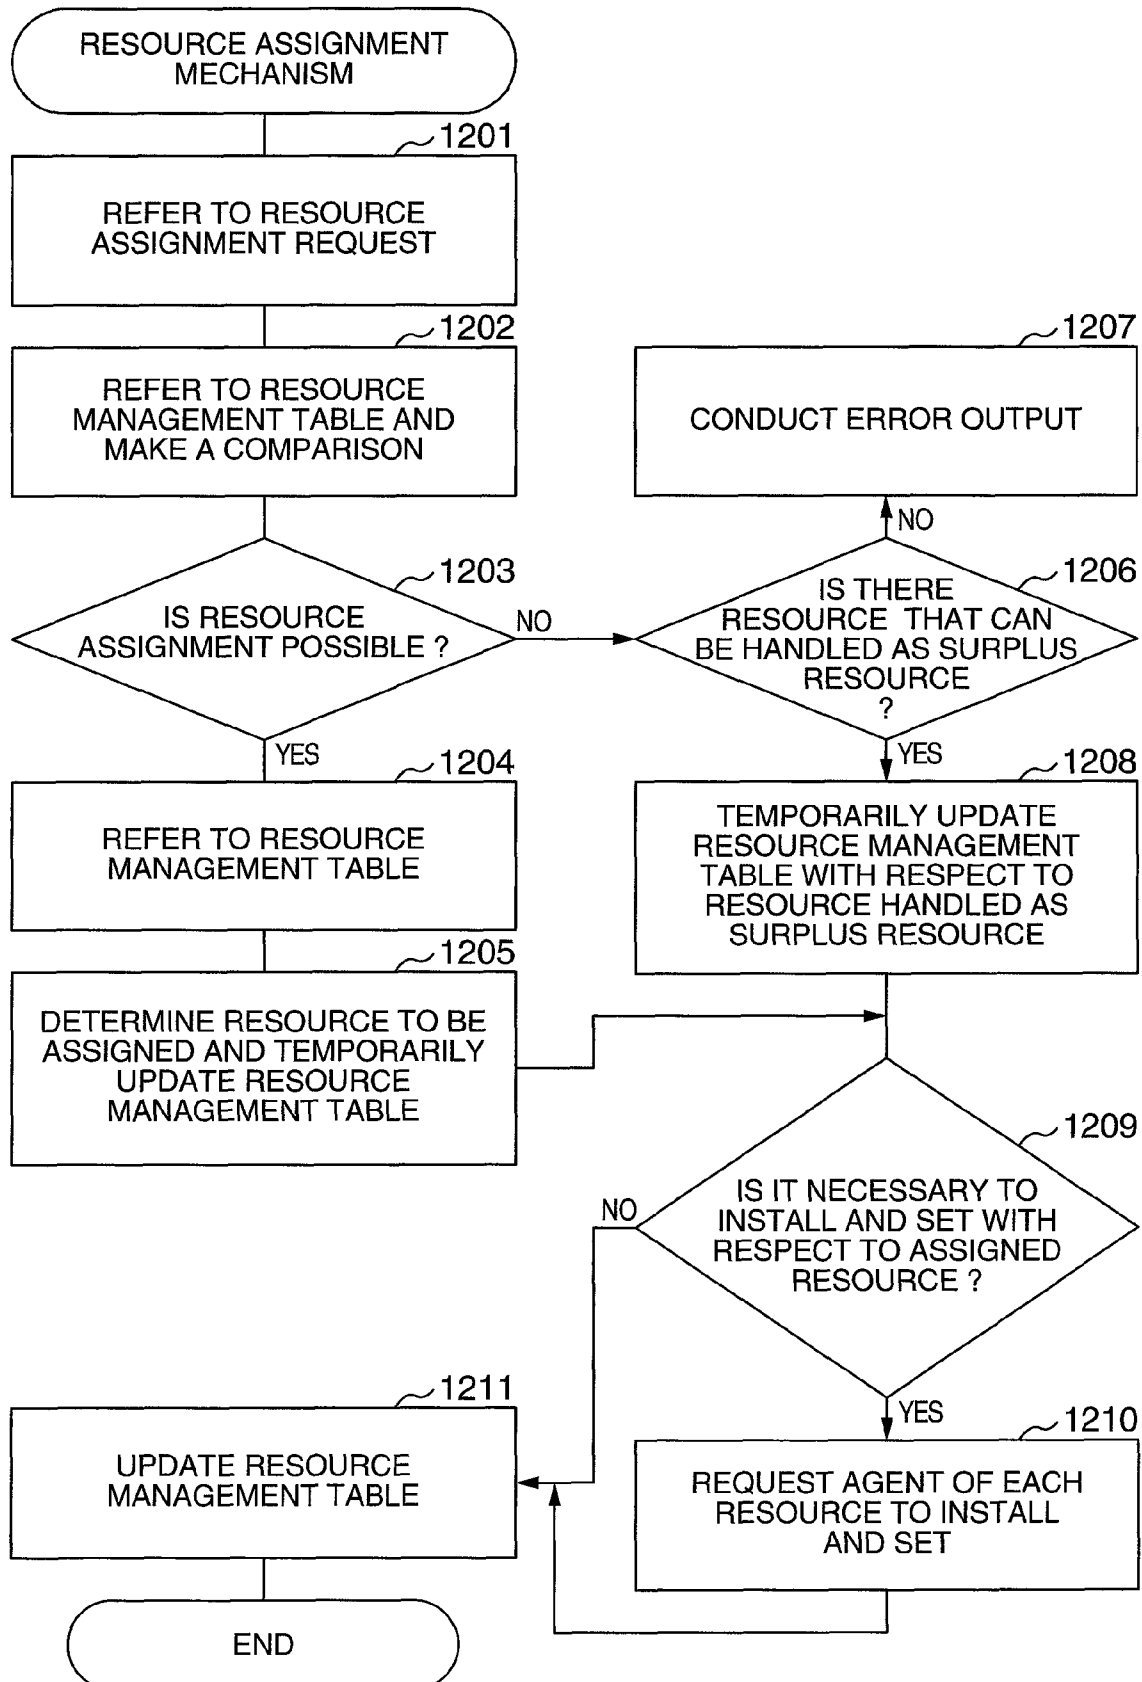 RESOURCE ASSIGNMENT
MECHANISM
1201
REFER TO RESOURCE
ASSIGNMENT REQUEST
1202
REFER TO RESOURCE
MANAGEMENT TABLE AND
MAKE A COMPARISON
1203
IS RESOURCE
ASSIGNMENT POSSIBLE ?
NO
YES
1204
REFER TO RESOURCE
MANAGEMENT TABLE
1205
DETERMINE RESOURCE TO BE
ASSIGNED AND TEMPORARILY
UPDATE RESOURCE
MANAGEMENT TABLE
1207
CONDUCT ERROR OUTPUT
NO
1206
IS THERE
RESOURCE THAT CAN
BE HANDLED AS SURPLUS
RESOURCE
?
YES
1208
TEMPORARILY UPDATE
RESOURCE MANAGEMENT
TABLE WITH RESPECT TO
RESOURCE HANDLED AS
SURPLUS RESOURCE
1209
IS IT NECESSARY TO
INSTALL AND SET WITH
RESPECT TO ASSIGNED
RESOURCE ?
NO
YES
1210
REQUEST AGENT OF EACH
RESOURCE TO INSTALL
AND SET
1211
UPDATE RESOURCE
MANAGEMENT TABLE
END